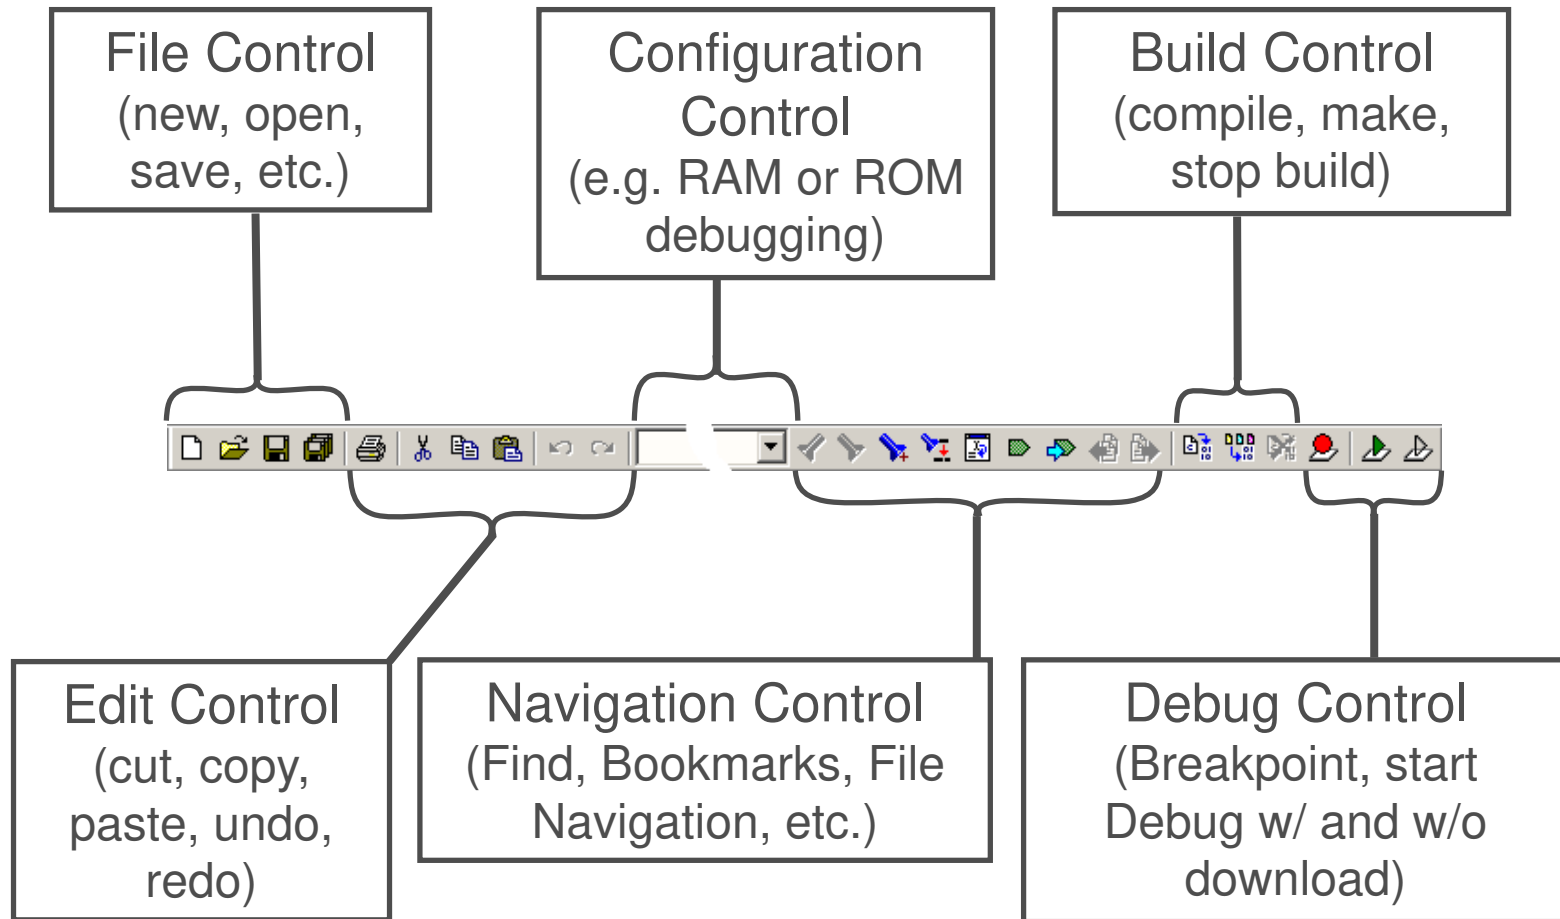 File Control
(new, open,
save, etc.)
Configuration
Control
(e.g. RAM or ROM
debugging)
Build Control
(compile, make,
stop build)
Edit Control
(cut, copy,
paste, undo,
redo)
Navigation Control
(Find, Bookmarks, File
Navigation, etc.)
Debug Control
(Breakpoint, start
Debug w/ and w/o
download)